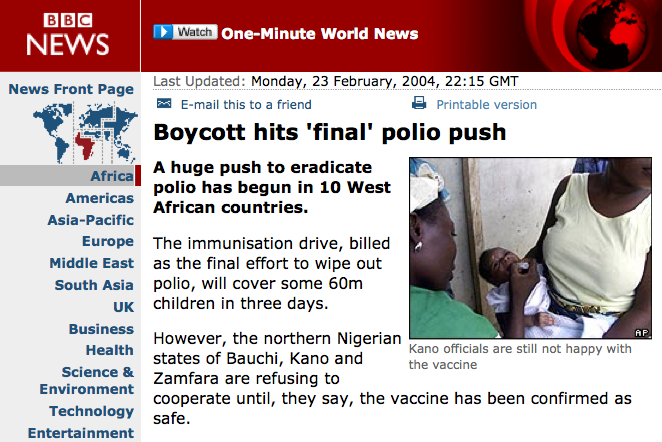 BBC
NEWS
Watch One-Minute World News
News Front Page
Africa
Americas
Asia-Pacific
Europe
Middle East
South Asia
UK
Business
Health
Science &
Environment
Technology
Entertainment
Last Updated: Monday, 23 February, 2004, 22:15 GMT
E-mail this to a friend
Printable version
Boycott hits 'final' polio push
A huge push to eradicate
polio has begun in 10 West
African countries.
The immunisation drive, billed
as the final effort to wipe out
polio, will cover some 60m
children in three days.
AP
Kano officials are still not happy with
the vaccine
However, the northern Nigerian
states of Bauchi, Kano and
Zamfara are refusing to
cooperate until, they say, the vaccine has been confirmed as
safe.